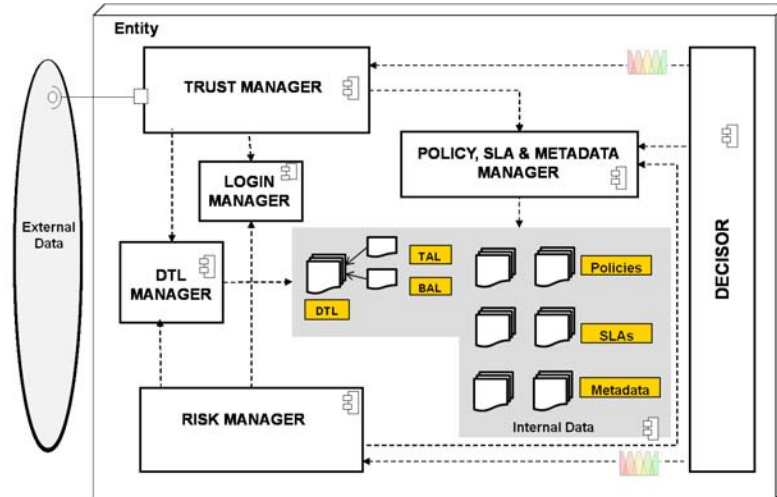 Entity
TRUST MANAGER
POLICY, SLA & METADATA
MANAGER
LOGIN
MANAGER
External
Data
DECISOR
TAL
Policies
DTL
MANAGER
BAL
DTL
SLAs
Metadata
RISK MANAGER
Internal Data